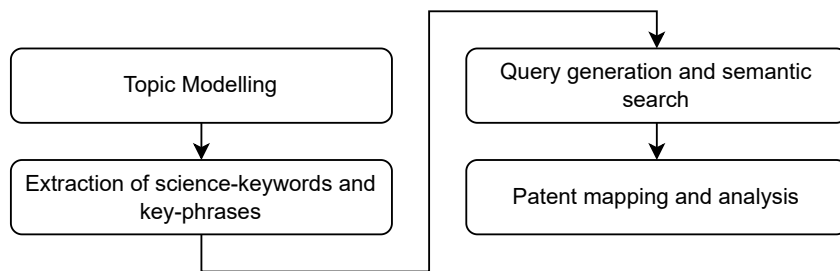 Topic Modelling
Extraction of science-keywords and
key-phrases
Query generation and semantic
search
Patent mapping and analysis